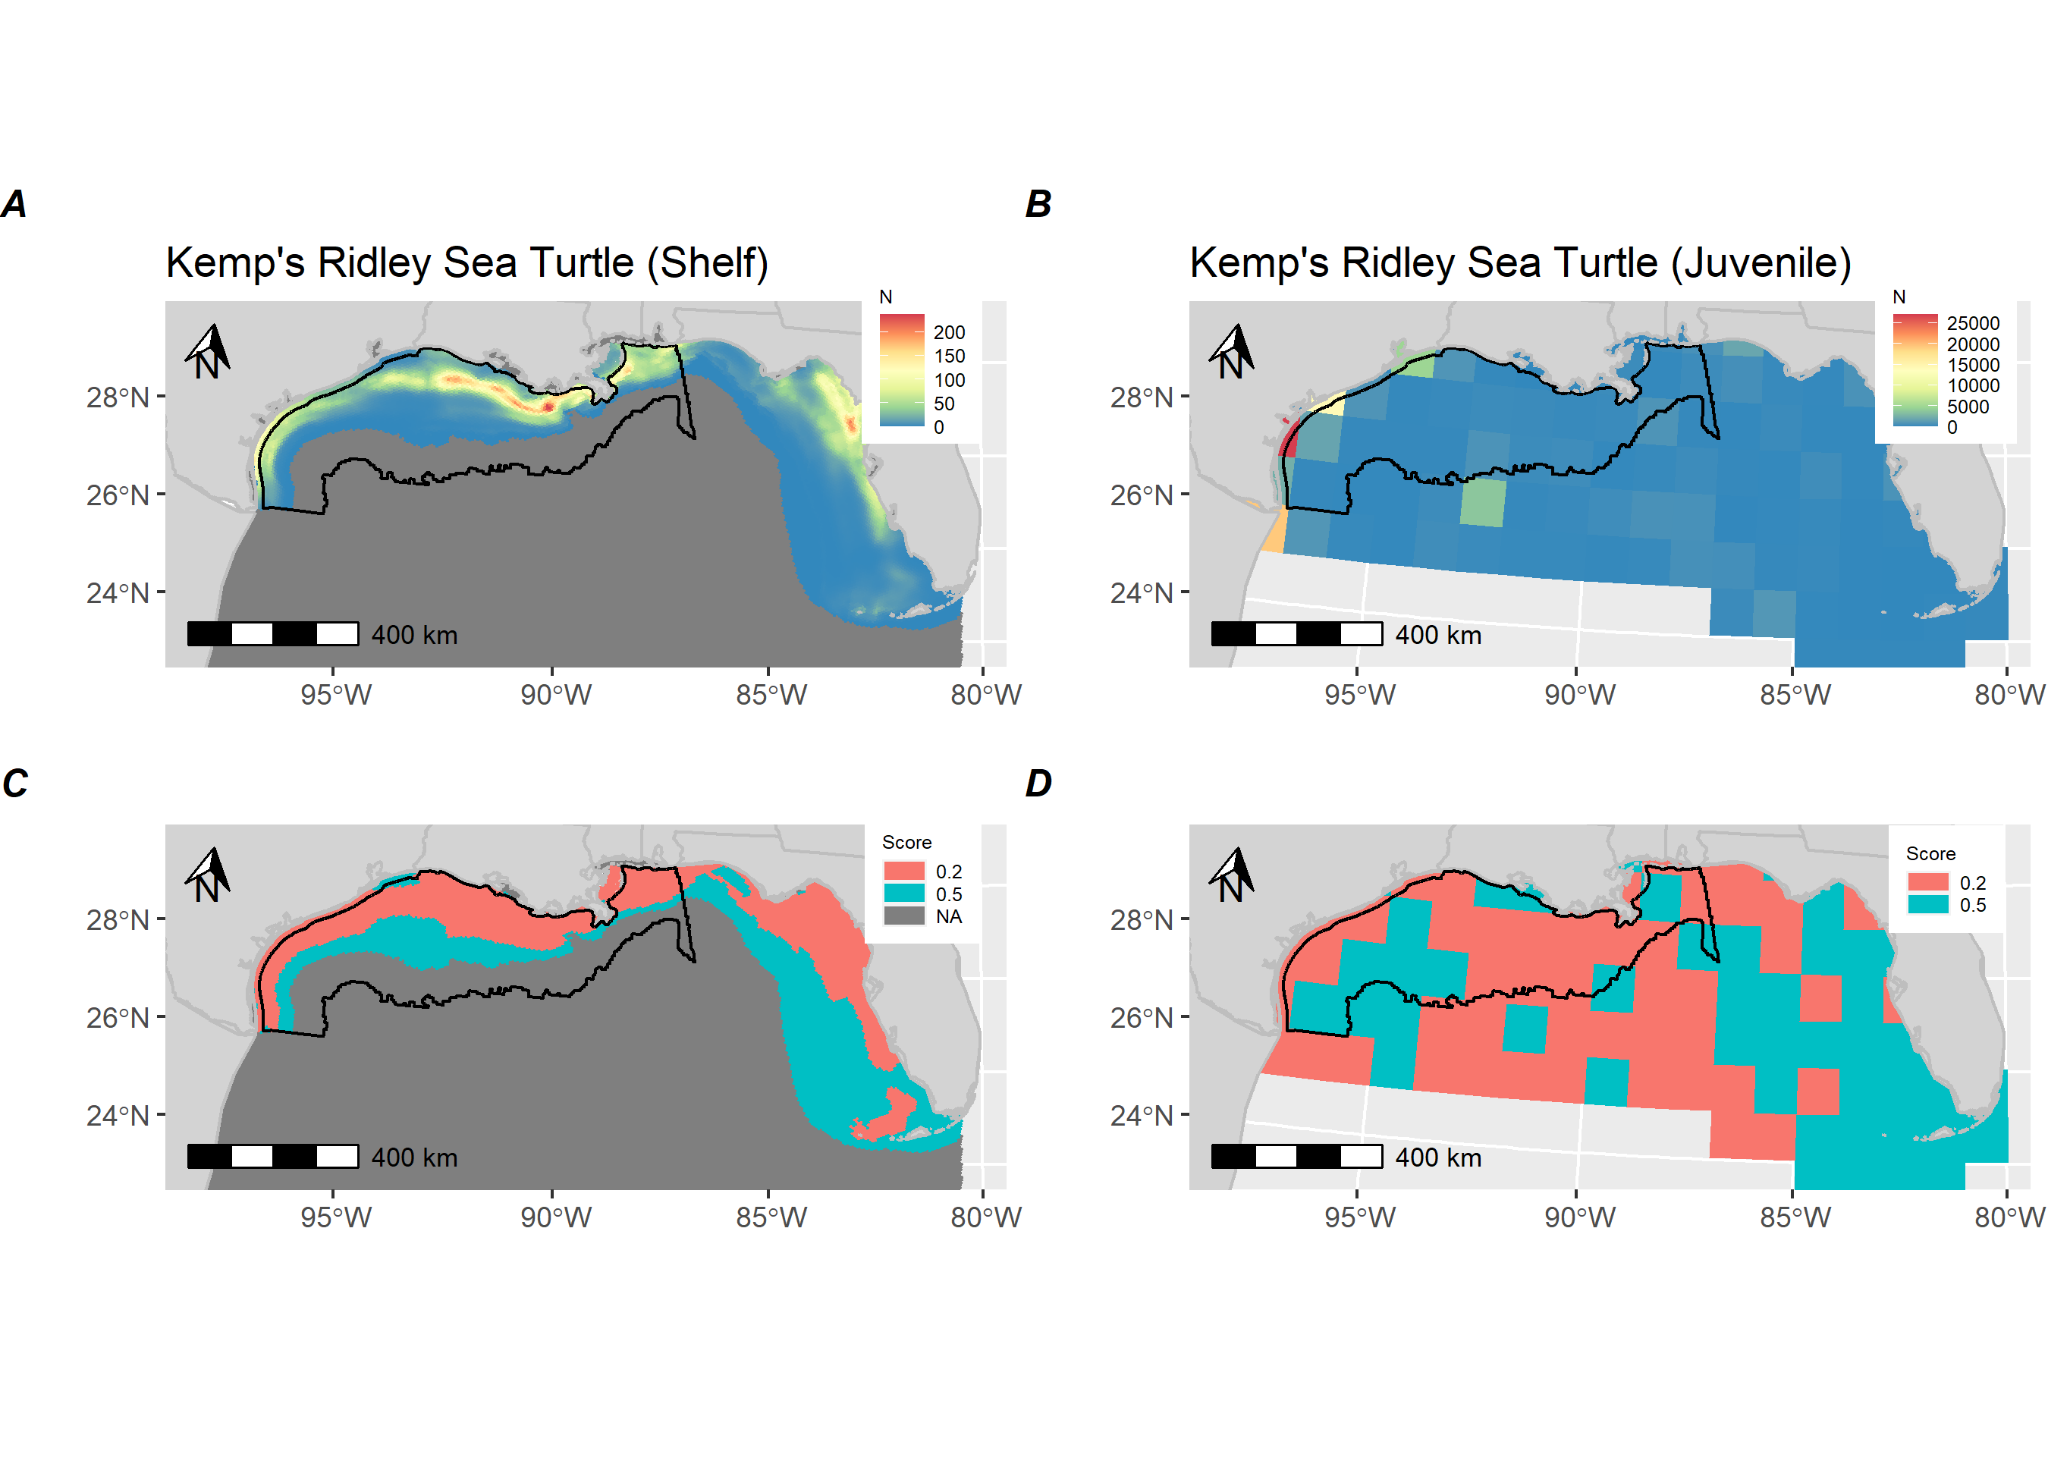 A
B
Kemp's Ridley Sea Turtle (Shelf)
Kemp's Ridley Sea Turtle (Juvenile)
N
200
150
100
50
0
N
28°N
26°N
24°N
400 km
95°W
90°W
85°W
80°W
N
25000
20000
15000
10000
5000
0
N
28°N
26°N
24°N
400 km
95°W
90°W
85°W
80°W
C
D
Score
0.2
0.5
NA
N
28°N
26°N
24°N
400 km
95°W
90°W
85°W
80°W
Score
0.2
0.5
N
28°N
26°N
24°N
400 km
95°W
90°W
85°W
80°W